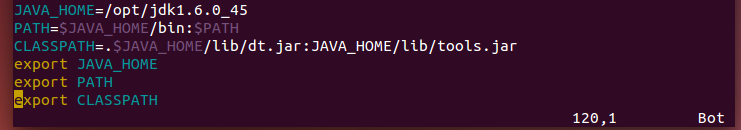 JAVA_HOME=/opt/jdk1.6.0_45
PATH=$JAVA_HOME/bin:$PATH
CLASSPATH=.$JAVA_HOME/lib/dt.jar:JAVA_HOME/lib/tools.jar
export JAVA_HOME
export PATH
export CLASSPATH
120,1 Bot